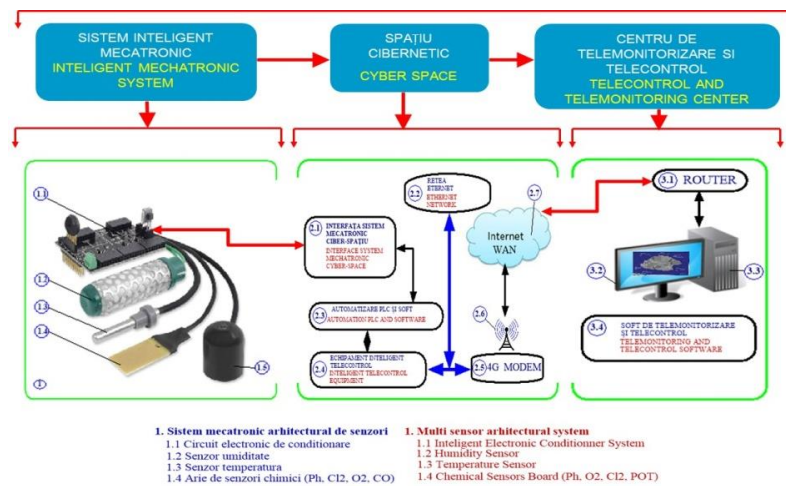 SISTEM INTELIGENT
MECATRONIC
INTELIGENT MECHATRONIC
SYSTEM
SPAȚIU
CIBERNETIC
CYBER SPACE
CENTRU DE
TELEMONITORIZARE SI
TELECONTROL
TELECONTROL AND
TELEMONITORING CENTER
1.1
1.2
1.3
1.4
1.5
1
2.1
INTERFAȚA SISTEM
MECATRONIC
CIBER-SPAȚIU
INTERFACE SYSTEM
MECHATRONIC
CYBER-SPACE
2.2
RETEA
ETERNET
ETHERNET
NETWORK
2.7
Internet
WAN
2.3
AUTOMATIZARE PLC ȘI SOFT
AUTOMATION PLC AND SOFTWARE
2.4
ECHIPAMENT INTELIGENT
TELECONTROL
INTELIGENT TELECONTROL
EQUIPMENT
2.6
2.5 4G MODEM
3.1 ROUTER
3.2
3.3
3.4
SOFT DE TELEMONITORIZARE
ȘI TELECONTROL
TELEMONITORING AND
TELECONTROL SOFTWARE
1. Sistem mecatronic arhitectural de senzori
1.1 Circuit electronic de conditionare
1.2 Senzor umiditate
1.3 Senzor temperatura
1.4 Arie de senzori chimici (Ph, Cl2, O2, CO)
1. Multi sensor arhitectural system
1.1 Inteligent Electronic Conditionner System
1.2 Humidity Sensor
1.3 Temperature Sensor
1.4 Chemical Sensors Board (Ph, O2, Cl2, POT)